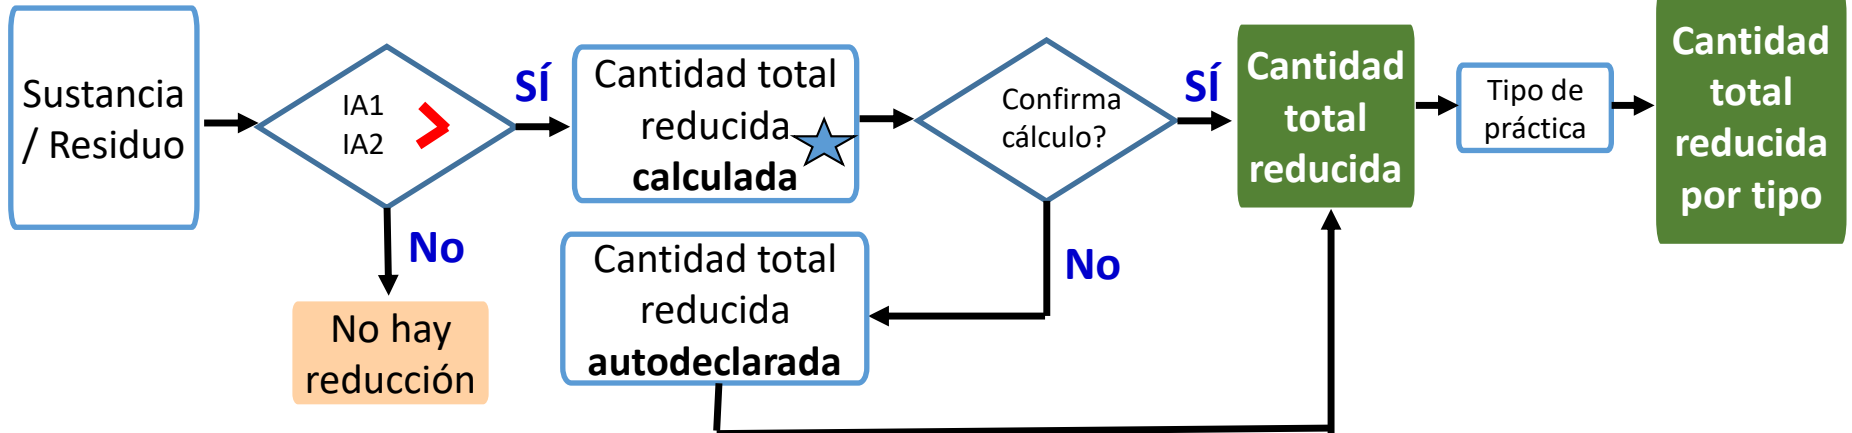 Sustancia
/ Residuo
IA1
IA2
>
SÍ
No
No hay
reducción
Cantidad total
reducida
calculada
Cantidad total
reducida
autodeclarada
Confirma
cálculo?
SÍ
No
Cantidad
total
reducida
Tipo de
práctica
Cantidad
total
reducida
por tipo